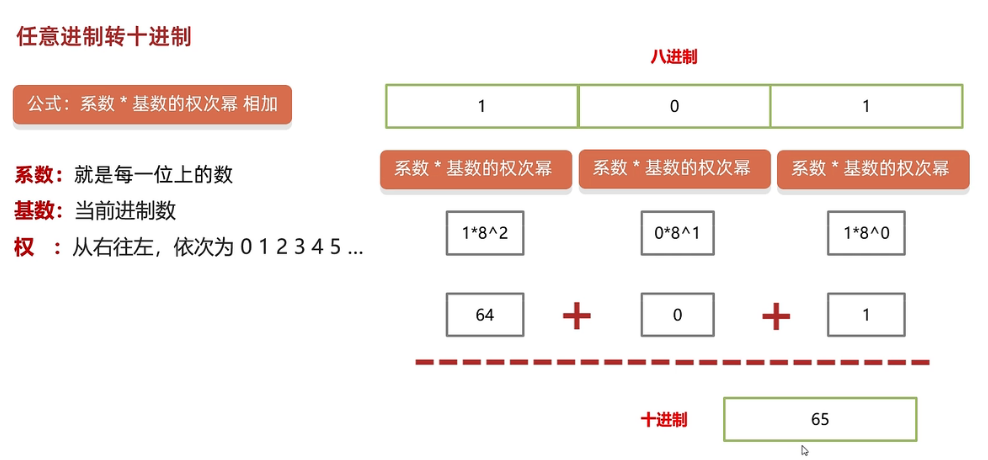 任意进制转十进制
公式：系数 * 基数的权次幂 相加
系数：就是每一位上的数
基数：当前进制数
权 ：从右往左，依次为 0 1 2 3 4 5 ...
八进制
1 0 1
系数 * 基数的权次幂 系数 * 基数的权次幂 系数 * 基数的权次幂
1*8^2 0*8^1 1*8^0
64 + 0 + 1
十进制 65